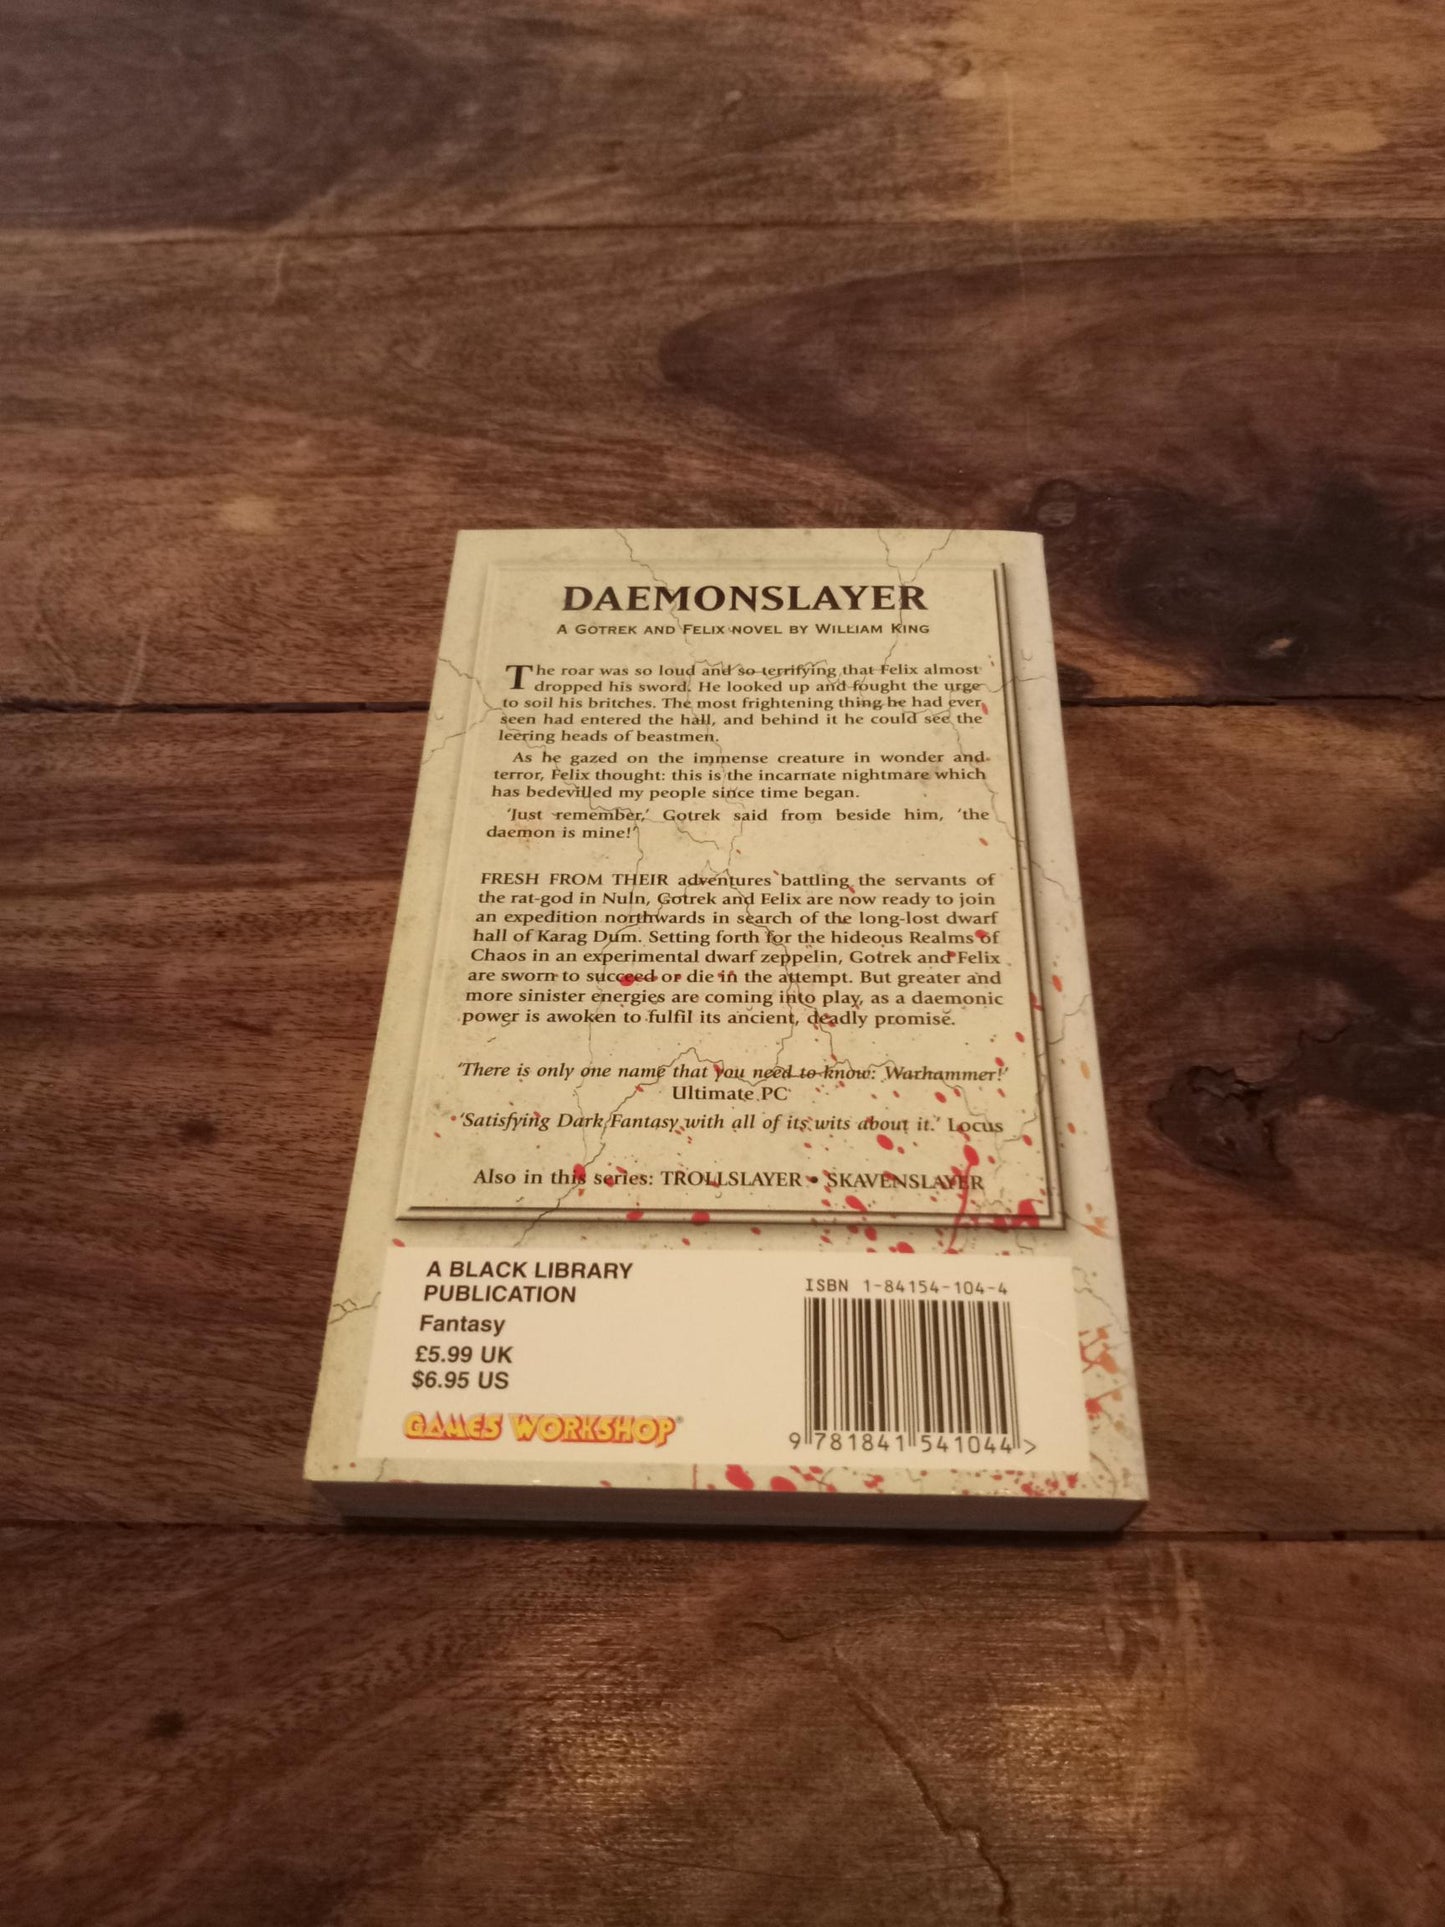 DAEMONSLAYER
A GOTREK AND FELIX NOVEL BY WILLIAM KING
The roar was so loud and so terrifying that Felix almost
dropped his sword. He looked up and fought the urge
to soil his britches. The most frightening thing he had ever
seen had entered the hall, and behind it he could see the
leering heads of beastmen.
As he gazed on the immense creature in wonder and
terror, Felix thought: this is the incarnate nightmare which
has bedevilled my people since time began.
'Just remember,' Gotrek said from beside him, 'the
daemon is mine!'
FRESH FROM THEIR adventures battling the servants of
the rat-god in Nuln, Gotrek and Felix are now ready to join
an expedition northwards in search of the long-lost dwarf
hall of Karag Dum. Setting forth for the hideous Realms of
Chaos in an experimental dwarf zeppelin, Gotrek and Felix
are sworn to succeed or die in the attempt. But greater and
more sinister energies are coming into play, as a daemonic
power is awoken to fulfil its ancient, deadly promise.
'There is only one name that you need to know: Warhammer!'
Ultimate PC
'Satisfying Dark Fantasy with all of its wits about it.' Locus
Also in this series: TROLLSLAYER • SKAVENSLAYER
A BLACK LIBRARY
PUBLICATION
Fantasy
£5.99 UK
$6.95 US
GAMES WORKSHOP®
ISBN 1-84154-104-4
9 781841 541044 >